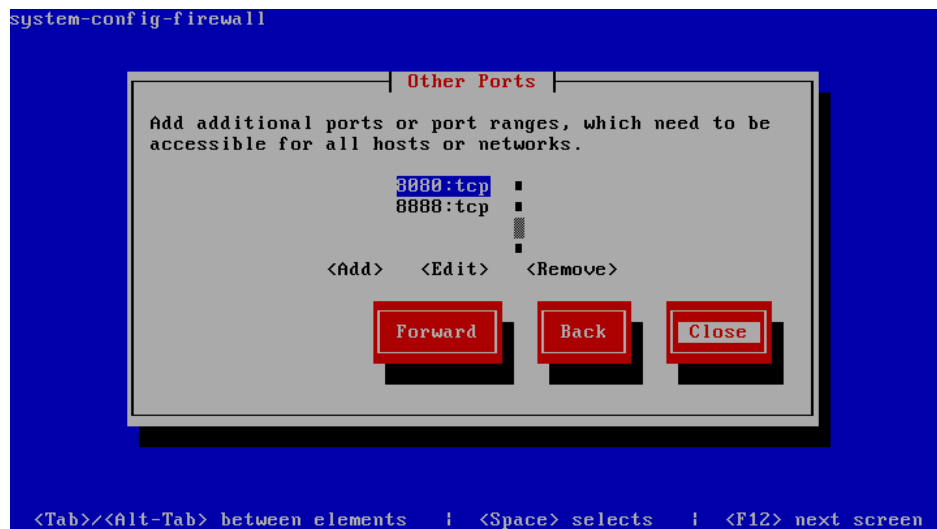 system-config-firewall
Other Ports
Add additional ports or port ranges, which need to be
accessible for all hosts or networks.
8080:tcp
8888:tcp
<Add> <Edit> <Remove>
Forward Back Close
<Tab>/<Alt-Tab> between elements | <Space> selects | <F12> next screen